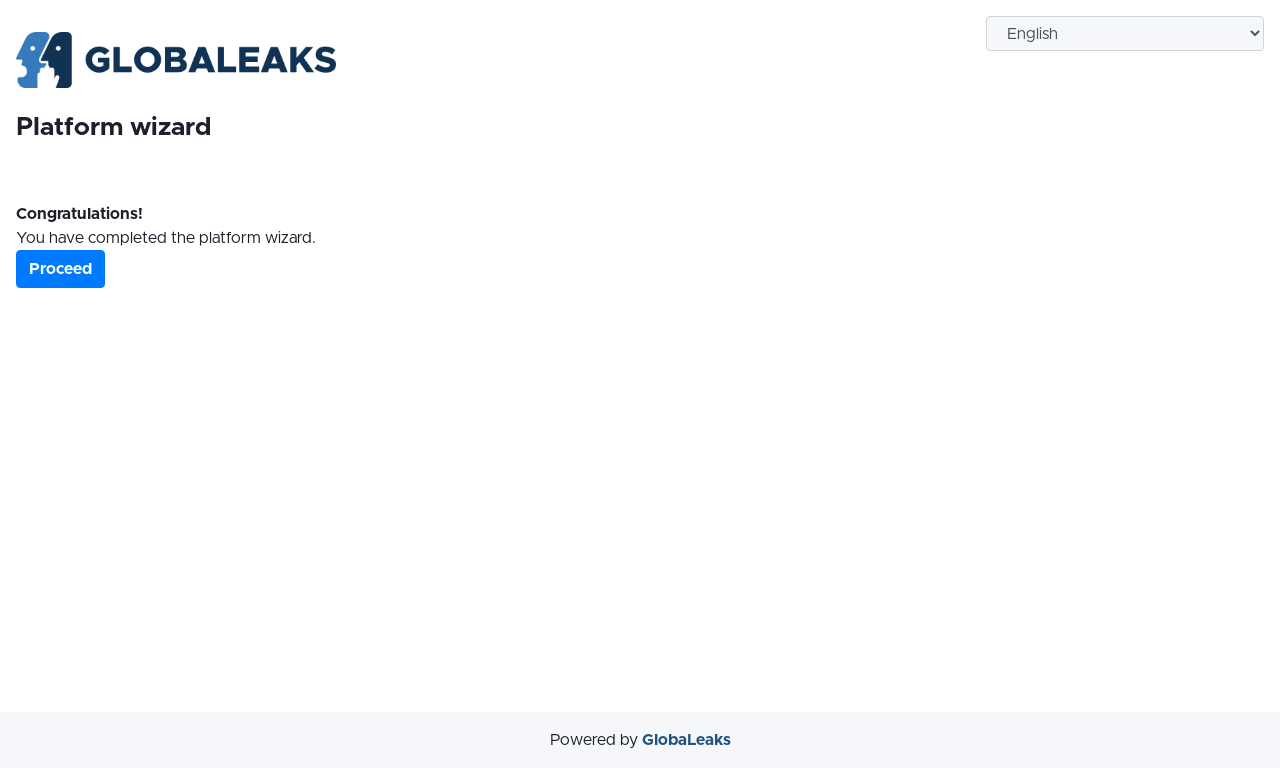 GLOBALEAKS
English
Platform wizard
Congratulations!
You have completed the platform wizard.
Proceed
Powered by GlobaLeaks